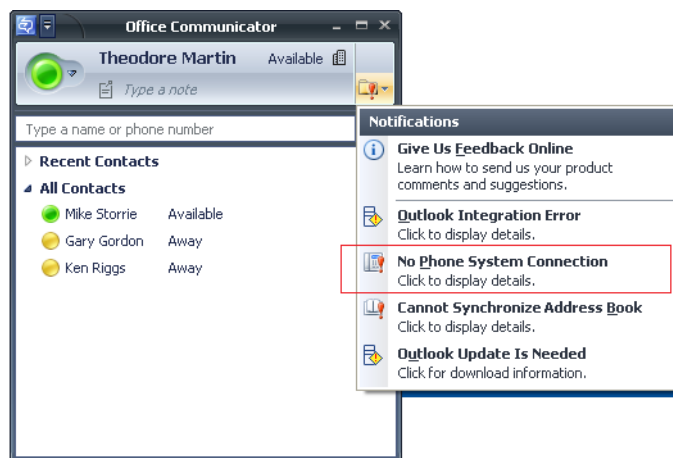 Office Communicator
Theodore Martin Available
Type a note
Type a name or phone number
Recent Contacts
All Contacts
Mike Storrie Available
Gary Gordon Away
Ken Riggs Away
Notifications
Give Us Feedback Online
Learn how to send us your product
comments and suggestions.
Outlook Integration Error
Click to display details.
No Phone System Connection
Click to display details.
Cannot Synchronize Address Book
Click to display details.
Outlook Update Is Needed
Click for download information.